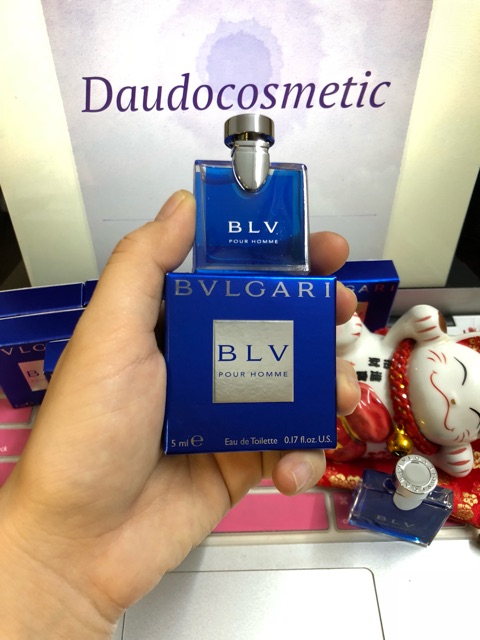 Daudocosmetic
BLV
POUR HOMME
BVLGARI
BLV
POUR HOMME
5 ml e Eau de Toilette 0.17 fl.oz. U.S.
BLV